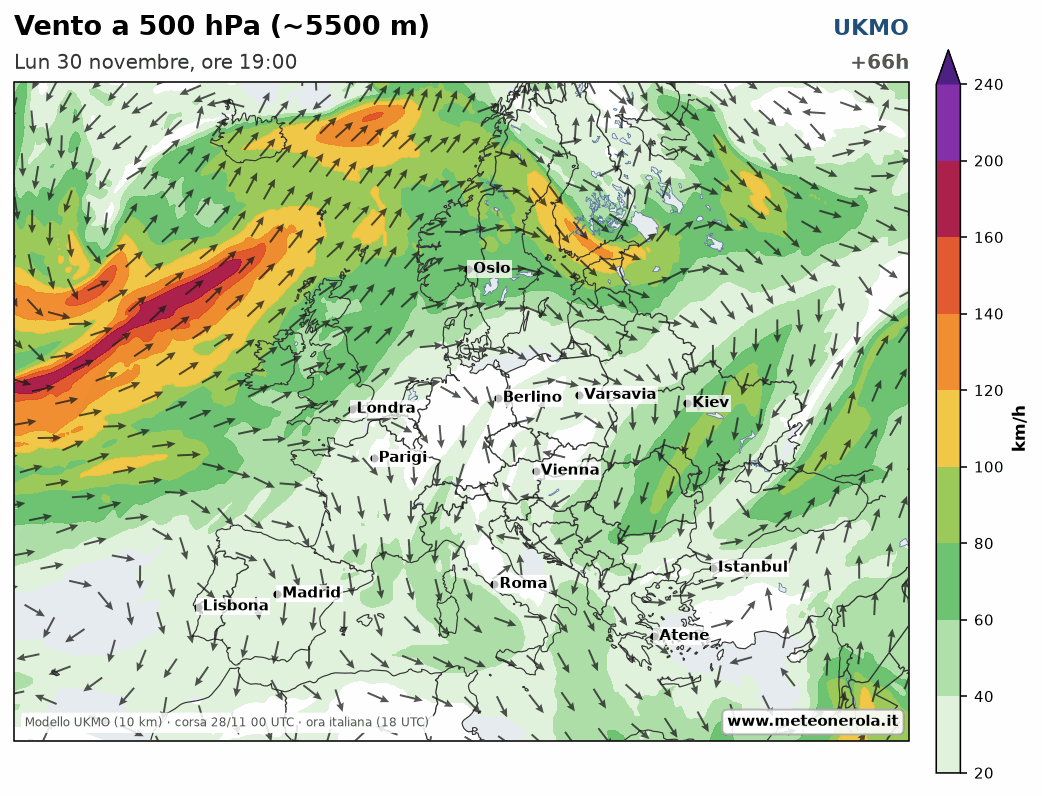 Vento a 500 hPa (~5500 m)
UKMO
Lun 30 novembre, ore 19:00
+66h
240
200
160
140
120
100
80
60
40
20
km/h
Oslo
Londra
Berlino
Varsavia
Kiev
Parigi
Vienna
Istanbul
Roma
Madrid
Lisbona
Atene
Modello UKMO (10 km) · corsa 28/11 00 UTC · ora italiana (18 UTC)
www.meteonerola.it